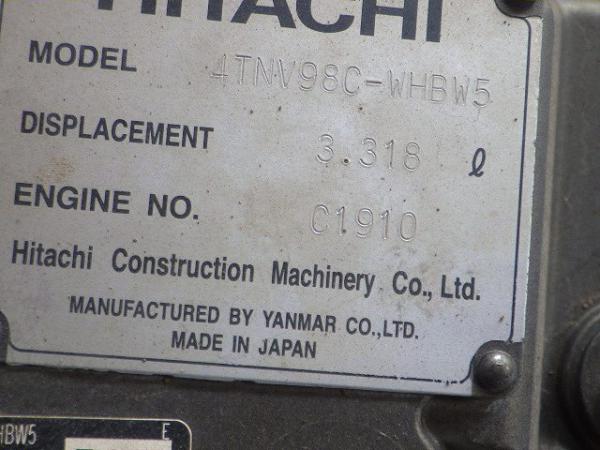 HITACHI
MODEL 4TNV98C-WHBW5
DISPLACEMENT 3.318 ℓ
ENGINE NO. C1910
Hitachi Construction Machinery Co., Ltd.
MANUFACTURED BY YANMAR CO.,LTD.
MADE IN JAPAN
HBW5 E